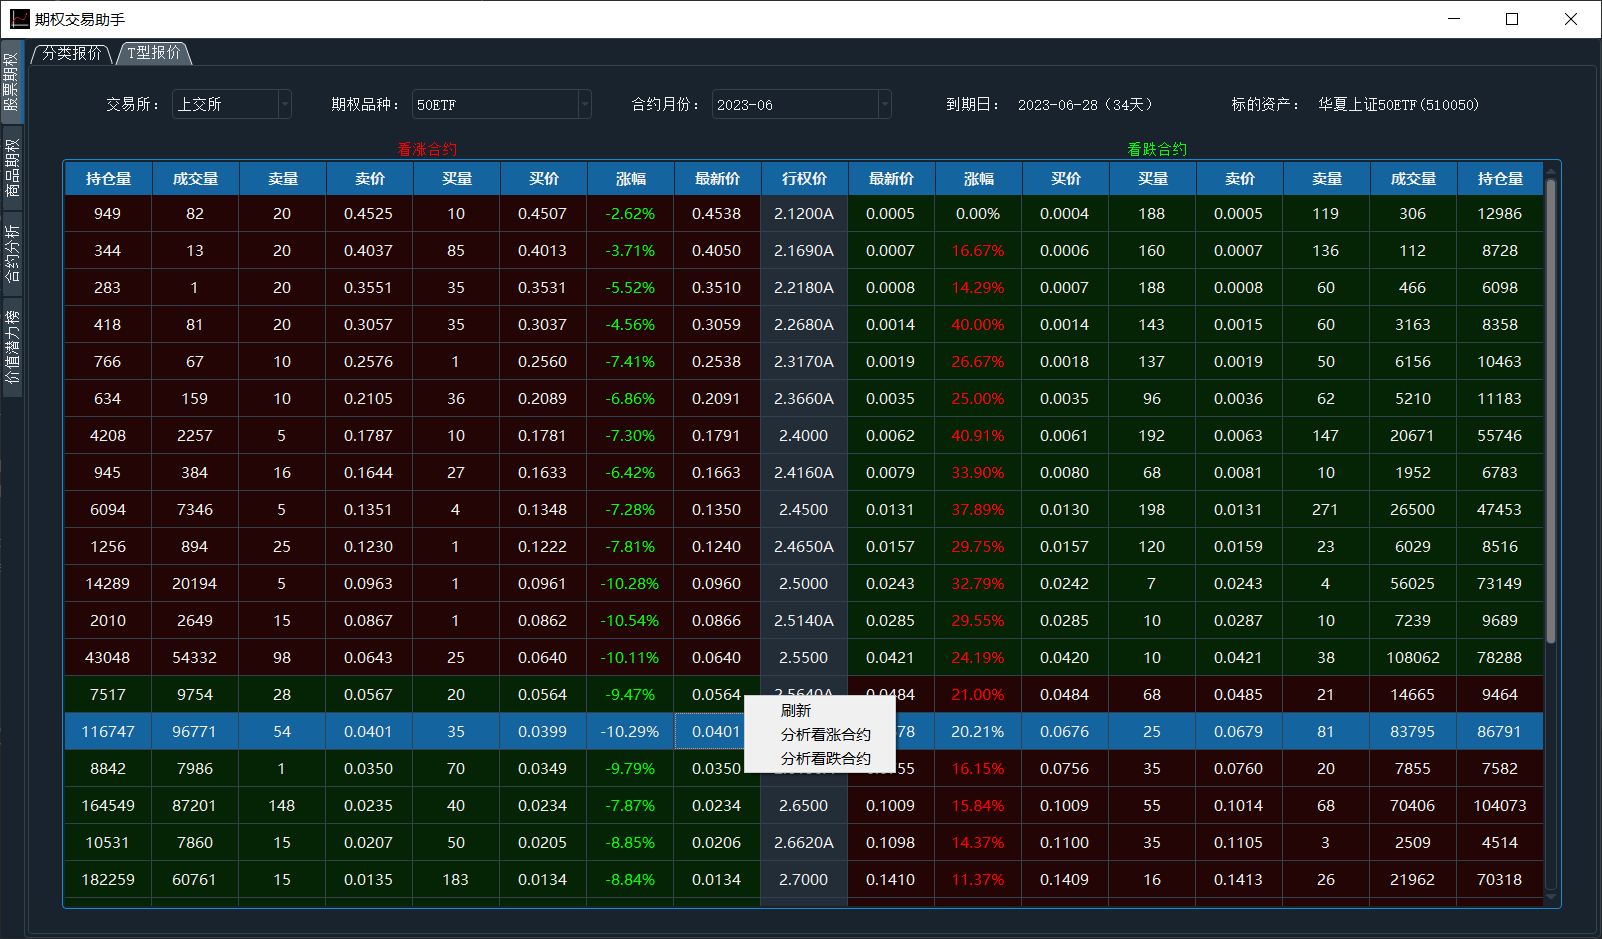 期权交易助手
股票期权
商品期权
合约分析
价值潜力榜
分类报价 T型报价
交易所： 上交所 期权品种： 50ETF 合约月份： 2023-06 到期日： 2023-06-28（34天） 标的资产： 华夏上证50ETF(510050)
看涨合约 看跌合约
持仓量 成交量 卖量 卖价 买量 买价 涨幅 最新价 行权价 最新价 涨幅 买价 买量 卖价 卖量 成交量 持仓量
949 82 20 0.4525 10 0.4507 -2.62% 0.4538 2.1200A 0.0005 0.00% 0.0004 188 0.0005 119 306 12986
344 13 20 0.4037 85 0.4013 -3.71% 0.4050 2.1690A 0.0007 16.67% 0.0006 160 0.0007 136 112 8728
283 1 20 0.3551 35 0.3531 -5.52% 0.3510 2.2180A 0.0008 14.29% 0.0007 188 0.0008 60 466 6098
418 81 20 0.3057 35 0.3037 -4.56% 0.3059 2.2680A 0.0014 40.00% 0.0014 143 0.0015 60 3163 8358
766 67 10 0.2576 1 0.2560 -7.41% 0.2538 2.3170A 0.0019 26.67% 0.0018 137 0.0019 50 6156 10463
634 159 10 0.2105 36 0.2089 -6.86% 0.2091 2.3660A 0.0035 25.00% 0.0035 96 0.0036 62 5210 11183
4208 2257 5 0.1787 10 0.1781 -7.30% 0.1791 2.4000 0.0062 40.91% 0.0061 192 0.0063 147 20671 55746
945 384 16 0.1644 27 0.1633 -6.42% 0.1663 2.4160A 0.0079 33.90% 0.0080 68 0.0081 10 1952 6783
6094 7346 5 0.1351 4 0.1348 -7.28% 0.1350 2.4500 0.0131 37.89% 0.0130 198 0.0131 271 26500 47453
1256 894 25 0.1230 1 0.1222 -7.81% 0.1240 2.4650A 0.0157 29.75% 0.0157 120 0.0159 23 6029 8516
14289 20194 5 0.0963 1 0.0961 -10.28% 0.0960 2.5000 0.0243 32.79% 0.0242 7 0.0243 4 56025 73149
2010 2649 15 0.0867 1 0.0862 -10.54% 0.0866 2.5140A 0.0285 29.55% 0.0285 10 0.0287 10 7239 9689
43048 54332 98 0.0643 25 0.0640 -10.11% 0.0640 2.5500 0.0421 24.19% 0.0420 10 0.0421 38 108062 78288
7517 9754 28 0.0567 20 0.0564 -9.47% 0.0564 2.5640A 0.0484 21.00% 0.0484 68 0.0485 21 14665 9464
116747 96771 54 0.0401 35 0.0399 -10.29% 0.0401 78 20.21% 0.0676 25 0.0679 81 83795 86791
8842 7986 1 0.0350 70 0.0349 -9.79% 0.0350 55 16.15% 0.0756 35 0.0760 20 7855 7582
164549 87201 148 0.0235 40 0.0234 -7.87% 0.0234 2.6500 0.1009 15.84% 0.1009 55 0.1014 68 70406 104073
10531 7860 15 0.0207 50 0.0205 -8.85% 0.0206 2.6620A 0.1098 14.37% 0.1100 35 0.1105 3 2509 4514
182259 60761 15 0.0135 183 0.0134 -8.84% 0.0134 2.7000 0.1410 11.37% 0.1409 16 0.1413 26 21962 70318
刷新
分析看涨合约
分析看跌合约